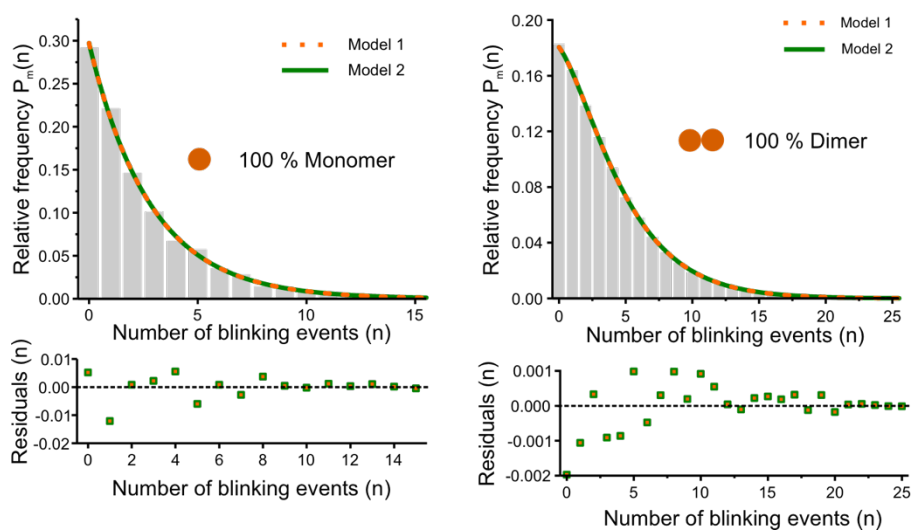 Relative frequency Pm(n)
0.30
0.25
0.20
0.15
0.10
0.05
0.00
Model 1
Model 2
100 % Monomer
0 5 10 15
Number of blinking events (n)
Residuals (n)
0.01
0.00
-0.01
-0.02
0 2 4 6 8 10 12 14
Number of blinking events (n)
Relative frequency Pm(n)
0.20
0.16
0.12
0.08
0.04
0.00
Model 1
Model 2
100 % Dimer
0 5 10 15 20 25
Number of blinking events (n)
Residuals (n)
0.001
0.000
-0.001
-0.002
0 5 10 15 20 25
Number of blinking events (n)